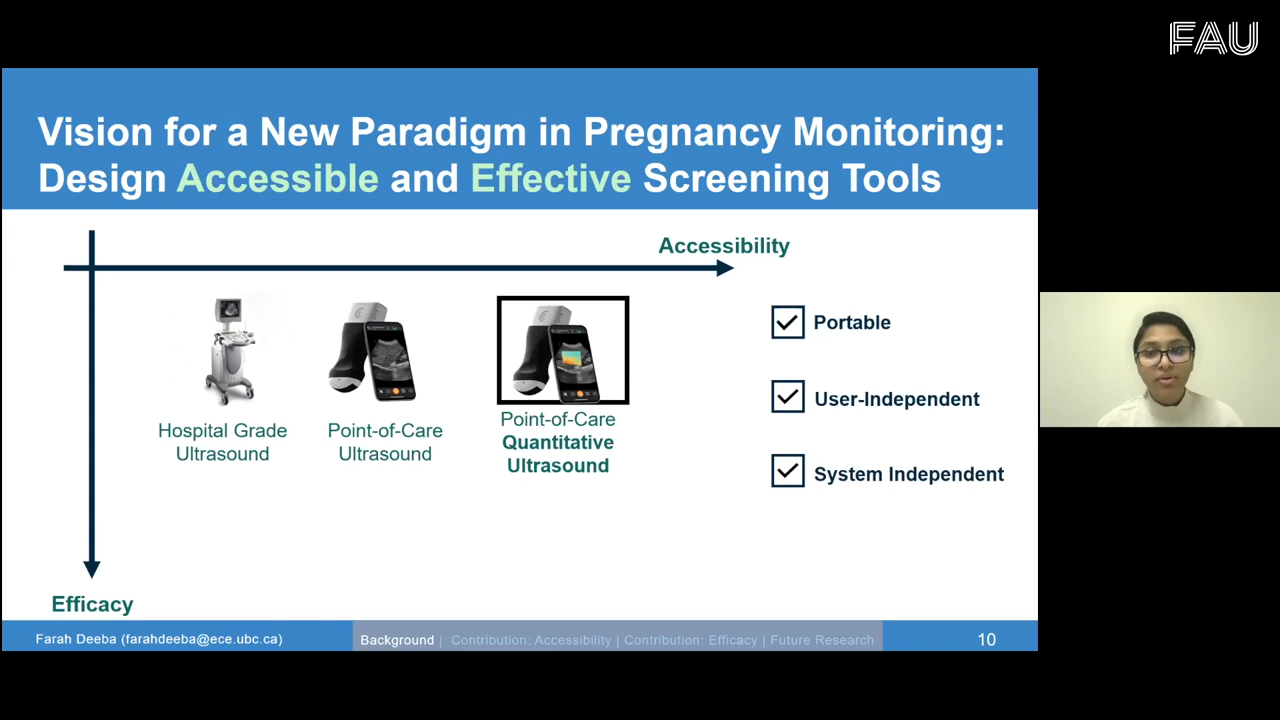 FAU
Vision for a New Paradigm in Pregnancy Monitoring:
Design Accessible and Effective Screening Tools
Accessibility
Hospital Grade
Ultrasound
Point-of-Care
Ultrasound
Point-of-Care
Quantitative
Ultrasound
Portable
User-Independent
System Independent
Efficacy
Farah Deeba (farahdeeba@ece.ubc.ca)
Background | Contribution: Accessibility | Contribution: Efficacy | Future Research
10